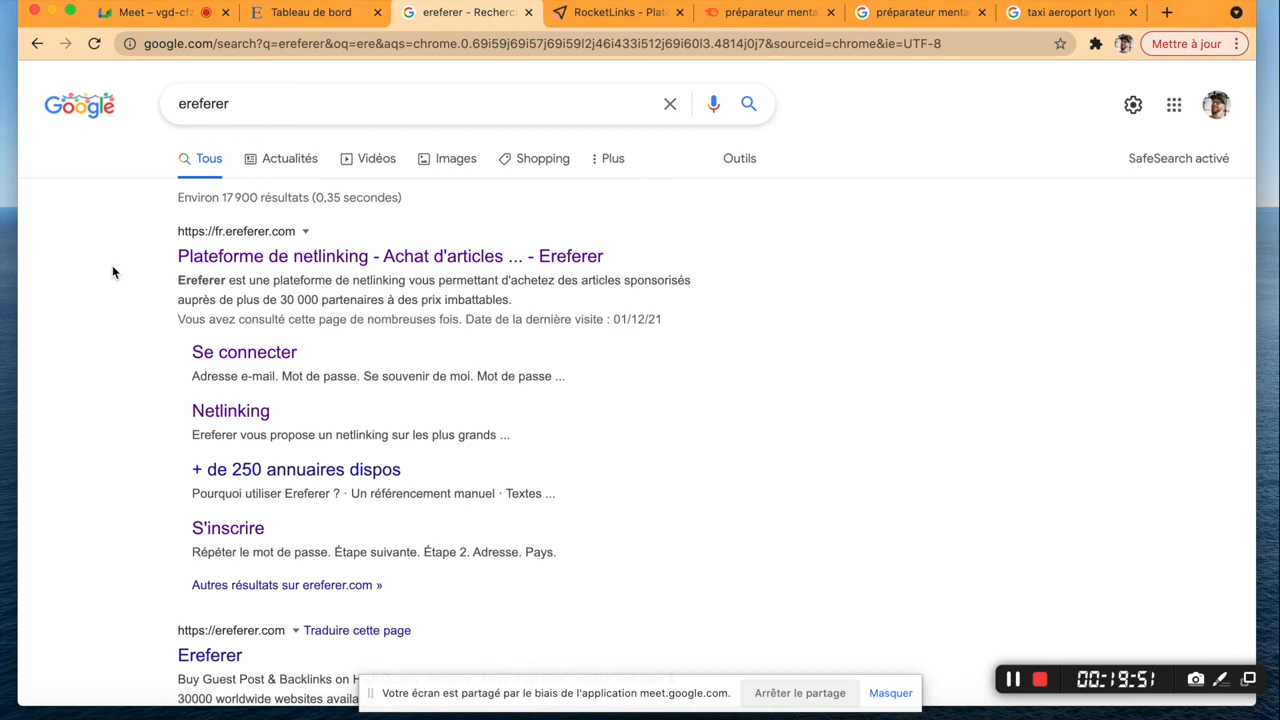 Meet – vgd-cfz
Tableau de bord
ereferer - Recherc
RocketLinks - Plate
préparateur menta
préparateur menta
taxi aeroport lyon
google.com/search?q=ereferer&oq=ere&aqs=chrome.0.69i59j69i57j69i59l2j46i433i512j69i60l3.4814j0j7&sourceid=chrome&ie=UTF-8
Mettre à jour
Google
ereferer
Tous
Actualités
Vidéos
Images
Shopping
Plus
Outils
SafeSearch activé
Environ 17 900 résultats (0,35 secondes)
https://fr.ereferer.com
Plateforme de netlinking - Achat d'articles ... - Ereferer
Ereferer est une plateforme de netlinking vous permettant d'achetez des articles sponsorisés
auprès de plus de 30 000 partenaires à des prix imbattables.
Vous avez consulté cette page de nombreuses fois. Date de la dernière visite : 01/12/21
Se connecter
Adresse e-mail. Mot de passe. Se souvenir de moi. Mot de passe ...
Netlinking
Ereferer vous propose un netlinking sur les plus grands ...
+ de 250 annuaires dispos
Pourquoi utiliser Ereferer ? · Un référencement manuel · Textes ...
S'inscrire
Répéter le mot de passe. Étape suivante. Étape 2. Adresse. Pays.
Autres résultats sur ereferer.com »
https://ereferer.com
Traduire cette page
Ereferer
Buy Guest Post & Backlinks on
30000 worldwide websites availa
Votre écran est partagé par le biais de l'application meet.google.com.
Arrêter le partage
Masquer
00:19:51